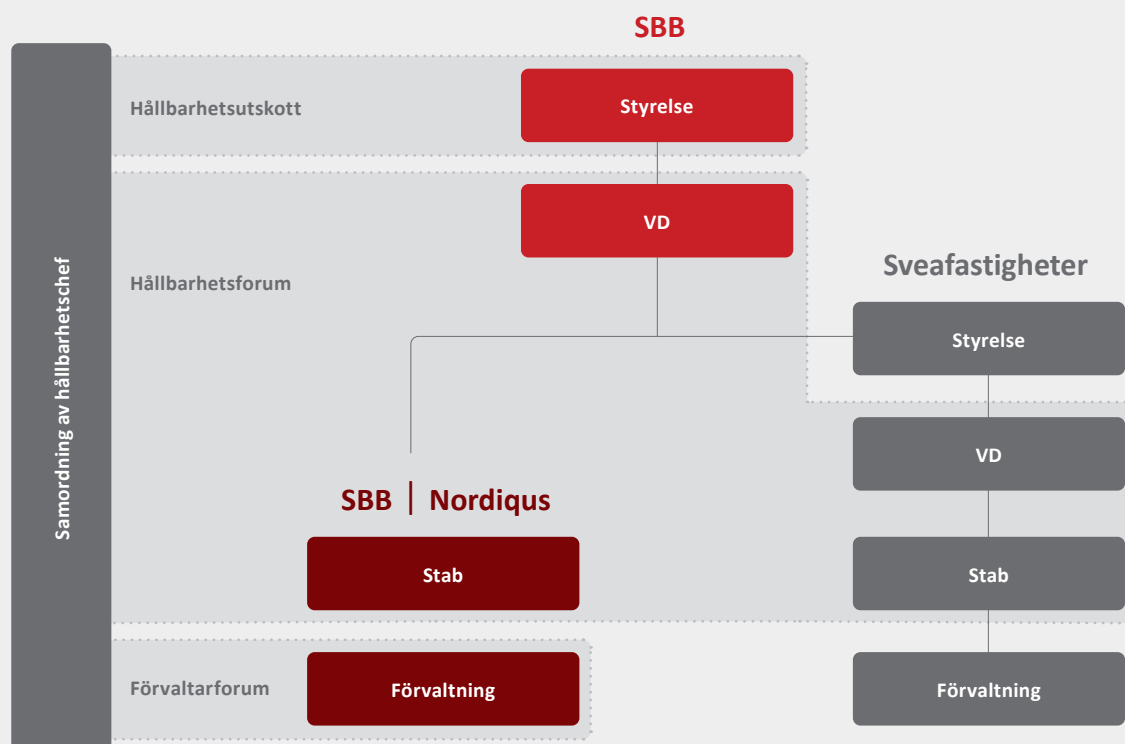 SBB
Samordning av hållbarhetschef
Hållbarhetsutskott
Styrelse
VD
Hållbarhetsforum
Sveafastigheter
Styrelse
VD
SBB | Nordiqus
Stab
Stab
Förvaltarforum
Förvaltning
Förvaltning